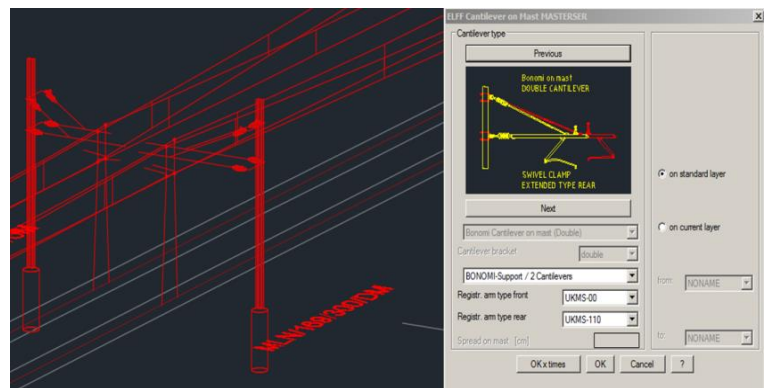 ELFF Cantilever on Mast MASTERSER
Cantilever type
Previous
Bonomi on mast
DOUBLE CANTILEVER
SWIVEL CLAMP
EXTENDED TYPE REAR
Next
Bonomi Cantilever on mast (Double)
Cantilever bracket
double
BONOMI-Support / 2 Cantilevers
Registr. arm type front
UKMS-00
Registr. arm type rear
UKMS-110
Spread on mast [cm]
on standard layer
on current layer
from:
NONAME
to:
NONAME
OK x times
OK
Cancel
?